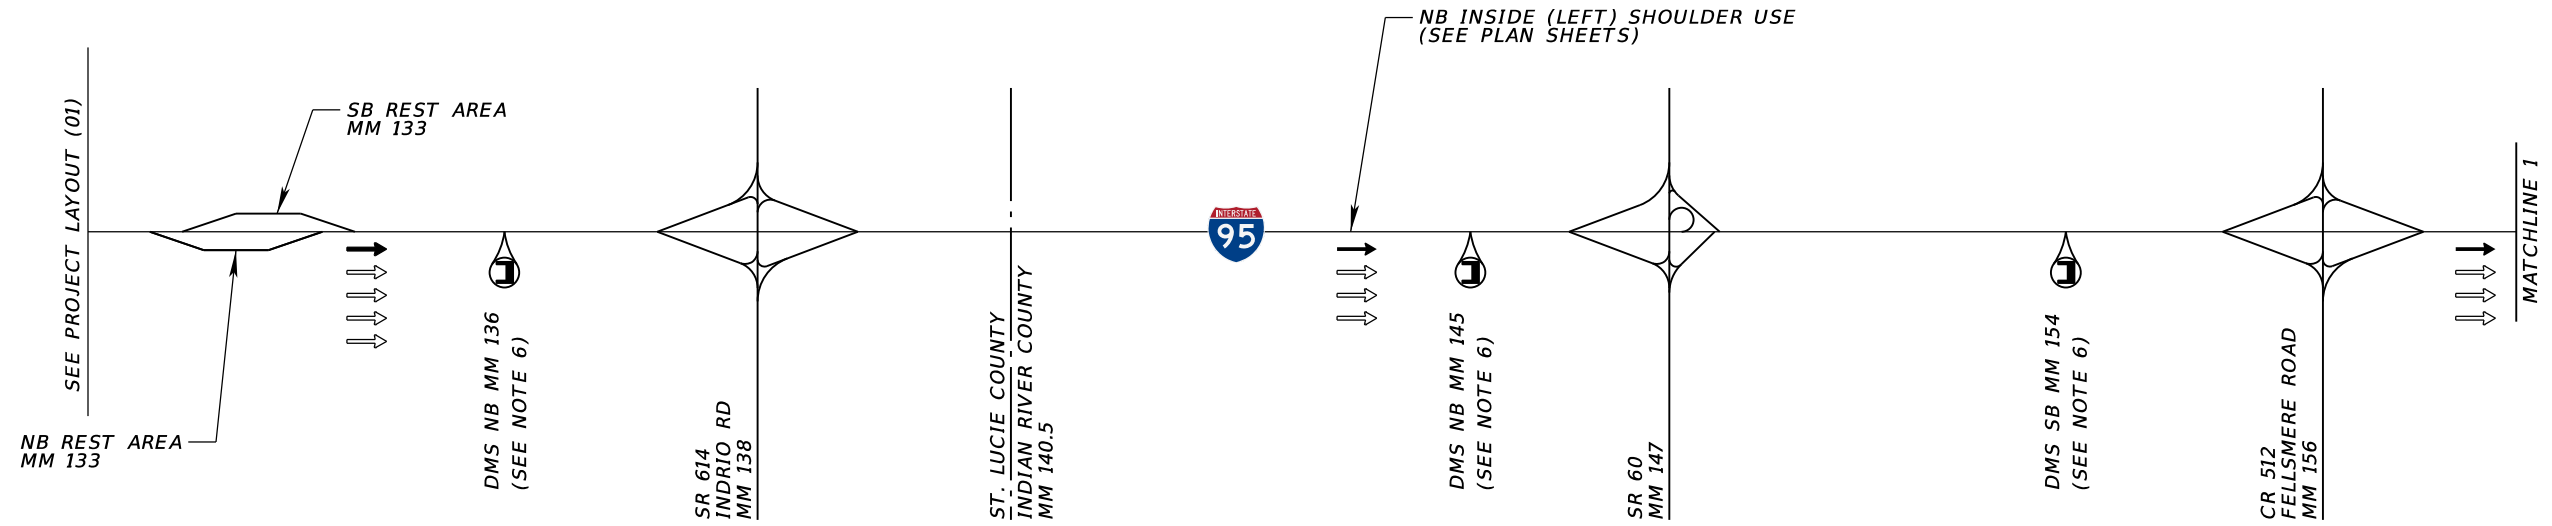 SEE PROJECT LAYOUT (01)
SB REST AREA
MM 133
NB REST AREA
MM 133
DMS NB MM 136
(SEE NOTE 6)
SR 614
INDRIO RD
MM 138
ST. LUCIE COUNTY
INDIAN RIVER COUNTY
MM 140.5
INTERSTATE
95
NB INSIDE (LEFT) SHOULDER USE
(SEE PLAN SHEETS)
DMS NB MM 145
(SEE NOTE 6)
SR 60
MM 147
DMS SB MM 154
(SEE NOTE 6)
CR 512
FELLSMERE ROAD
MM 156
MATCHLINE 1